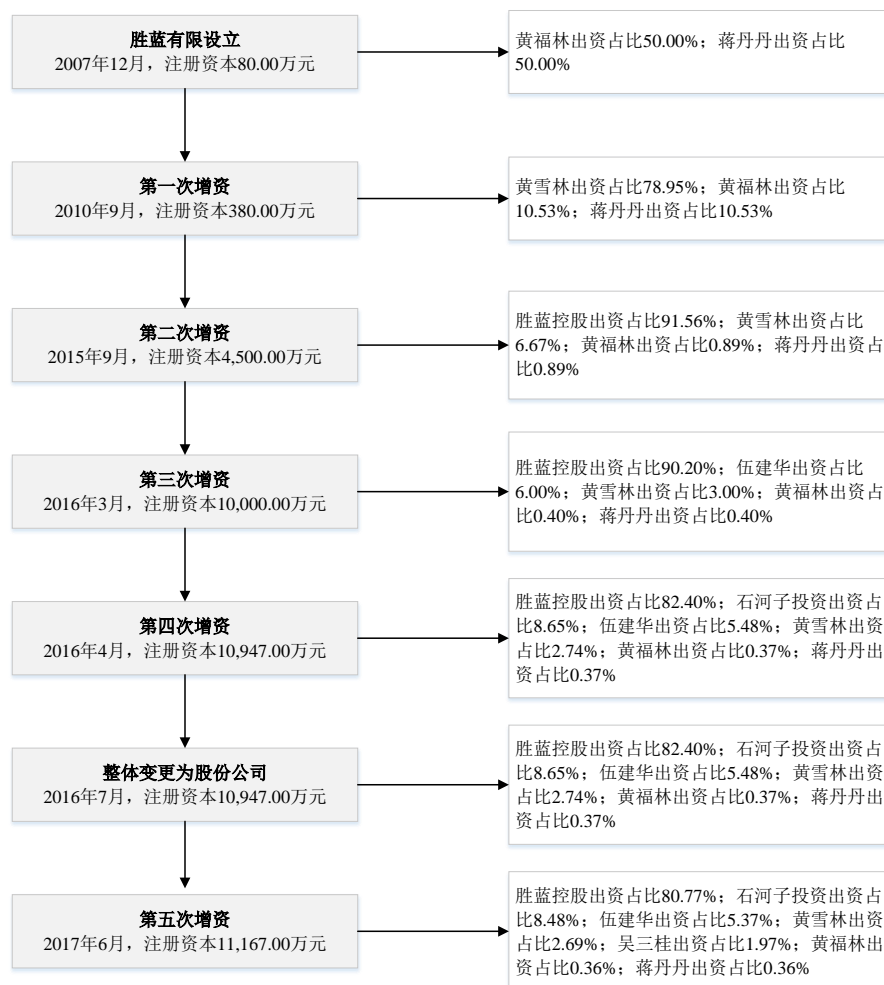 胜蓝有限设立
2007年12月，注册资本80.00万元
黄福林出资占比50.00%；蒋丹丹出资占比
50.00%
第一次增资
2010年9月，注册资本380.00万元
黄雪林出资占比78.95%；黄福林出资占比
10.53%；蒋丹丹出资占比10.53%
第二次增资
2015年9月，注册资本4,500.00万元
胜蓝控股出资占比91.56%；黄雪林出资占比
6.67%；黄福林出资占比0.89%；蒋丹丹出资占
比0.89%
第三次增资
2016年3月，注册资本10,000.00万元
胜蓝控股出资占比90.20%；伍建华出资占比
6.00%；黄雪林出资占比3.00%；黄福林出资占
比0.40%；蒋丹丹出资占比0.40%
第四次增资
2016年4月，注册资本10,947.00万元
胜蓝控股出资占比82.40%；石河子投资出资占
比8.65%；伍建华出资占比5.48%；黄雪林出资
占比2.74%；黄福林出资占比0.37%；蒋丹丹出
资占比0.37%
整体变更为股份公司
2016年7月，注册资本10,947.00万元
胜蓝控股出资占比82.40%；石河子投资出资占
比8.65%；伍建华出资占比5.48%；黄雪林出资
占比2.74%；黄福林出资占比0.37%；蒋丹丹出
资占比0.37%
第五次增资
2017年6月，注册资本11,167.00万元
胜蓝控股出资占比80.77%；石河子投资出资占
比8.48%；伍建华出资占比5.37%；黄雪林出资
占比2.69%；吴三桂出资占比1.97%；黄福林出
资占比0.36%；蒋丹丹出资占比0.36%